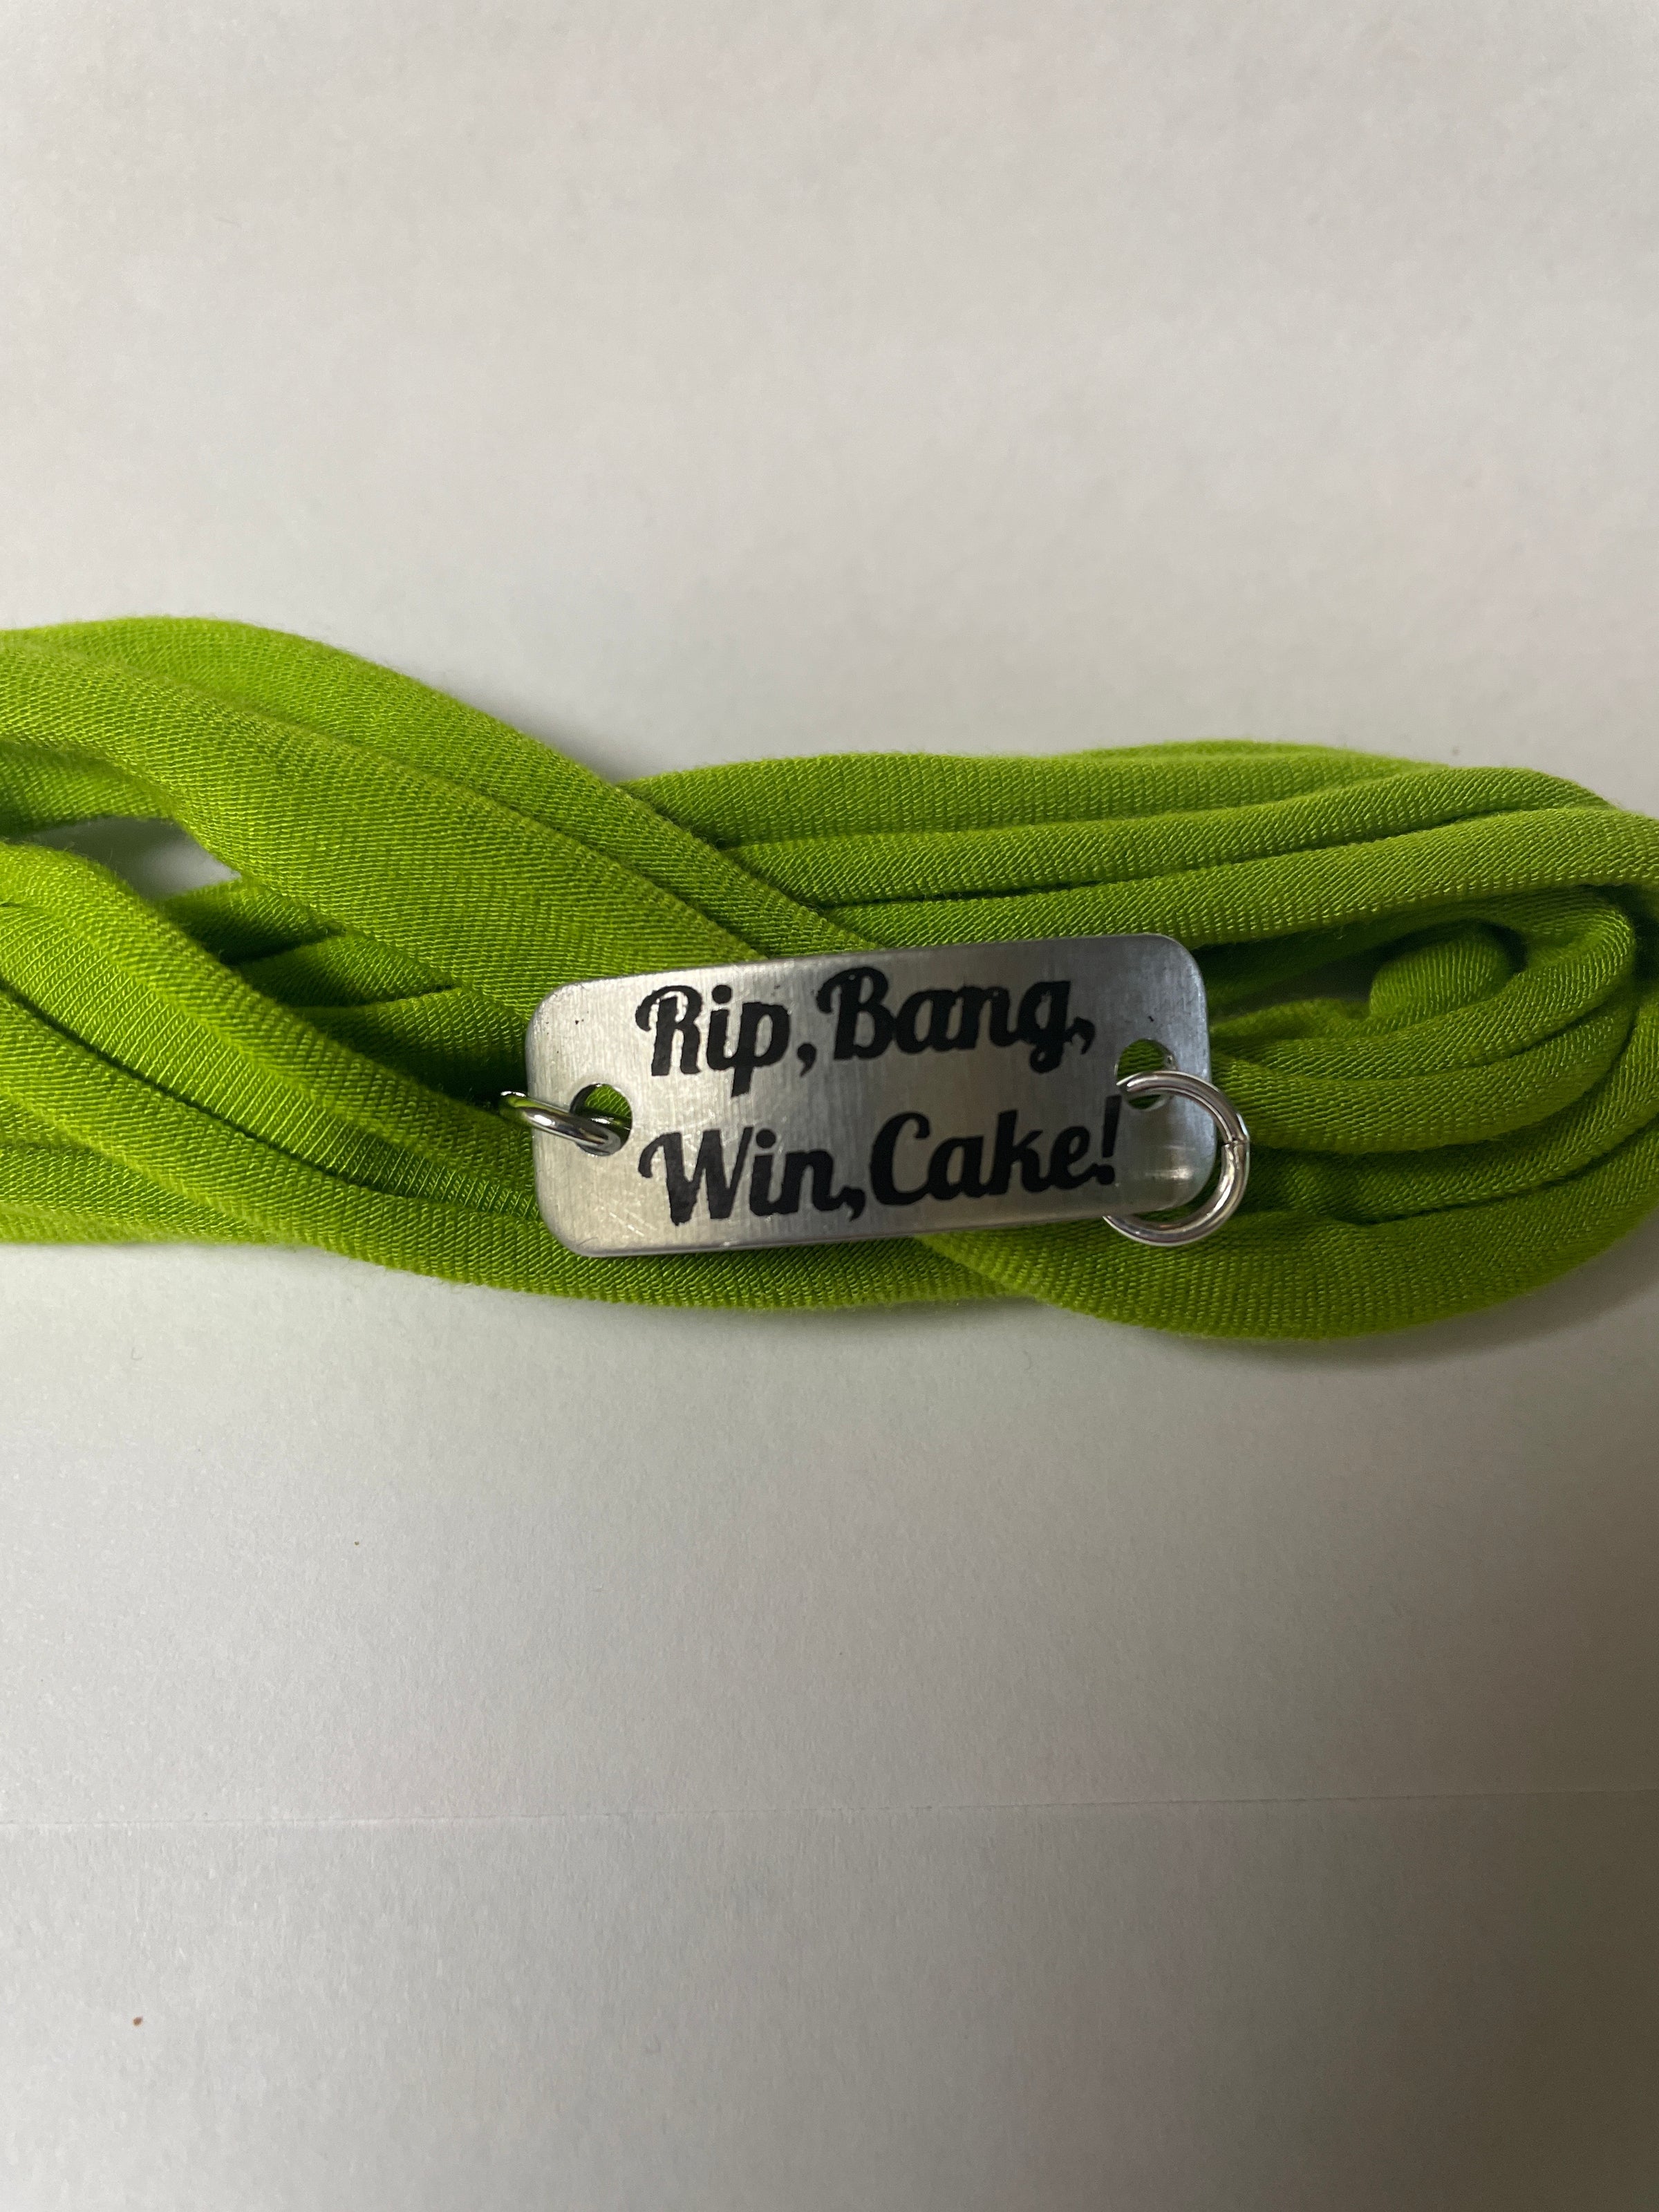 Rip, Bang,
Win, Cake!